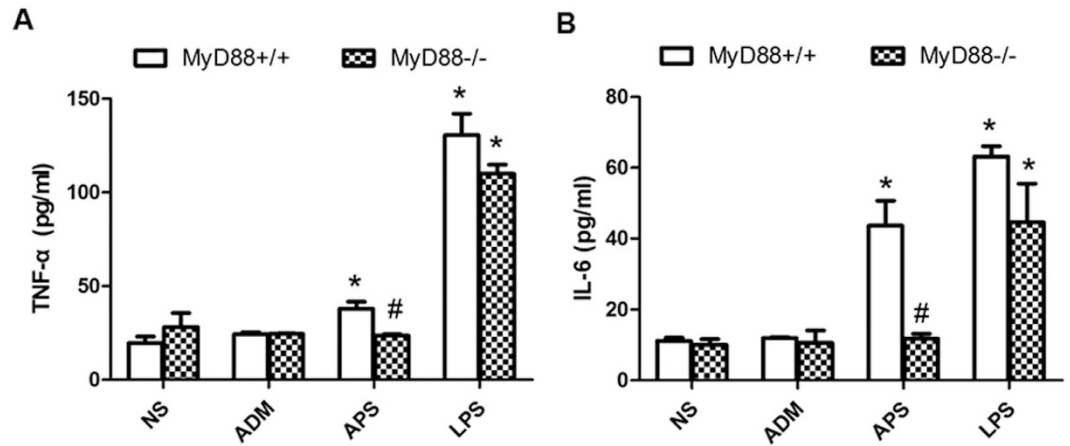 A
MyD88+/+ MyD88-/-
TNF-α (pg/ml)
150
100
50
0
*
*
*
#
NS ADM APS LPS
B
MyD88+/+ MyD88-/-
IL-6 (pg/ml)
80
60
40
20
0
*
*
*
#
NS ADM APS LPS